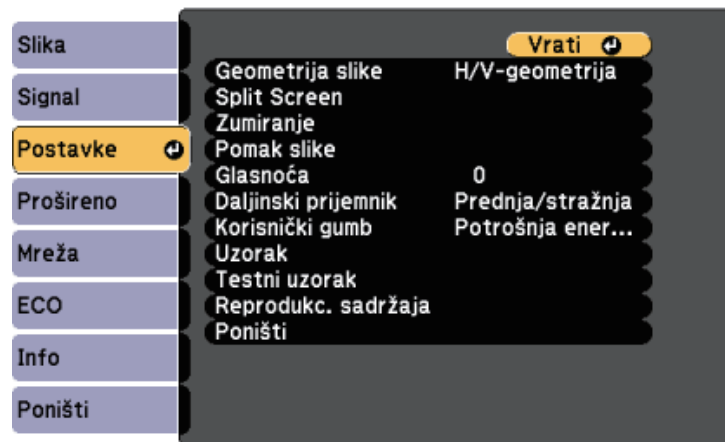 Slika
Signal
Postavke
Prošireno
Mreža
ECO
Info
Poništi
Vrati
Geometrija slike H/V-geometrija
Split Screen
Zumiranje
Pomak slike
Glasnoća 0
Daljinski prijemnik Prednja/stražnja
Korisnički gumb Potrošnja ener...
Uzorak
Testni uzorak
Reprodukc. sadržaja
Poništi